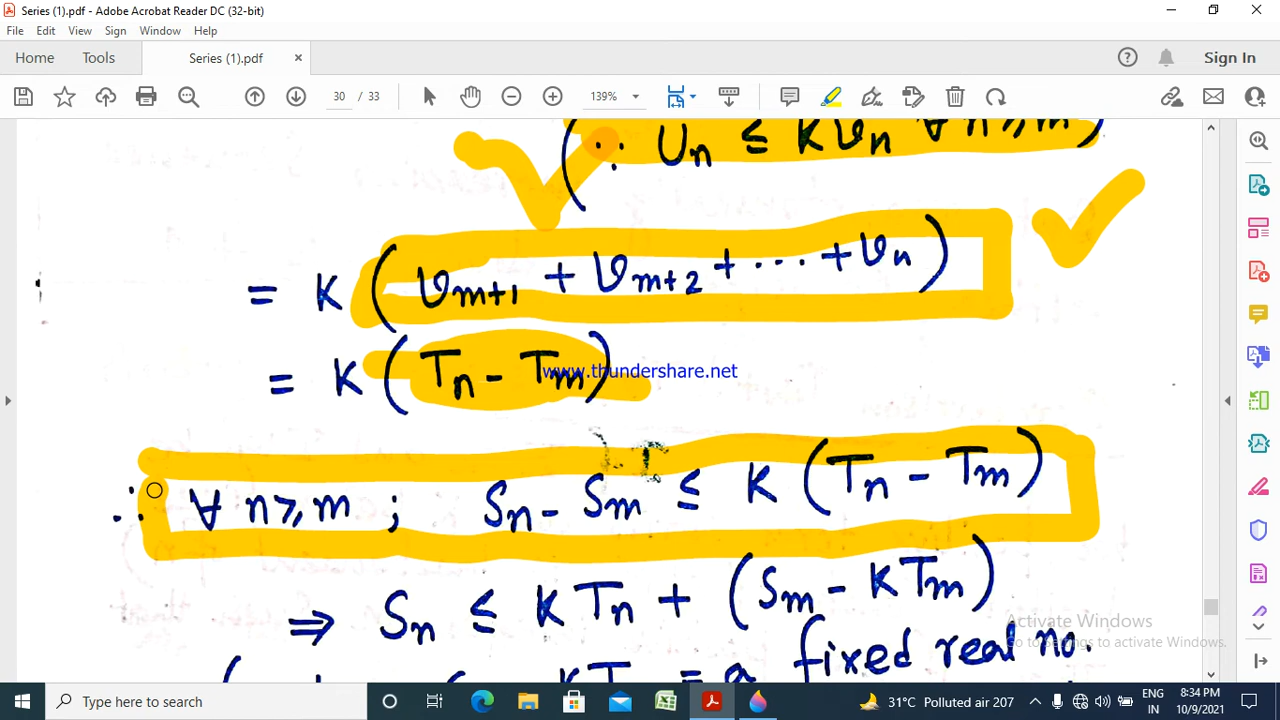 Series (1).pdf - Adobe Acrobat Reader DC (32-bit)
File Edit View Sign Window Help
Home Tools Series (1).pdf × Sign In
30 / 33 139%
(∵ Un ≤ K vn ∀ n ≥ m)
= K (vm+1 + vm+2 + ... + vn)
= K (Tn - Tm)
www.thundershare.net
∴ ∀ n ≥ m ; Sn - Sm ≤ K (Tn - Tm)
⇒ Sn ≤ K Tn + (Sm - K Tm)
a fixed real no.
Activate Windows
Go to Settings to activate Windows.
Type here to search
31°C Polluted air 207
ENG
IN
8:34 PM
10/9/2021